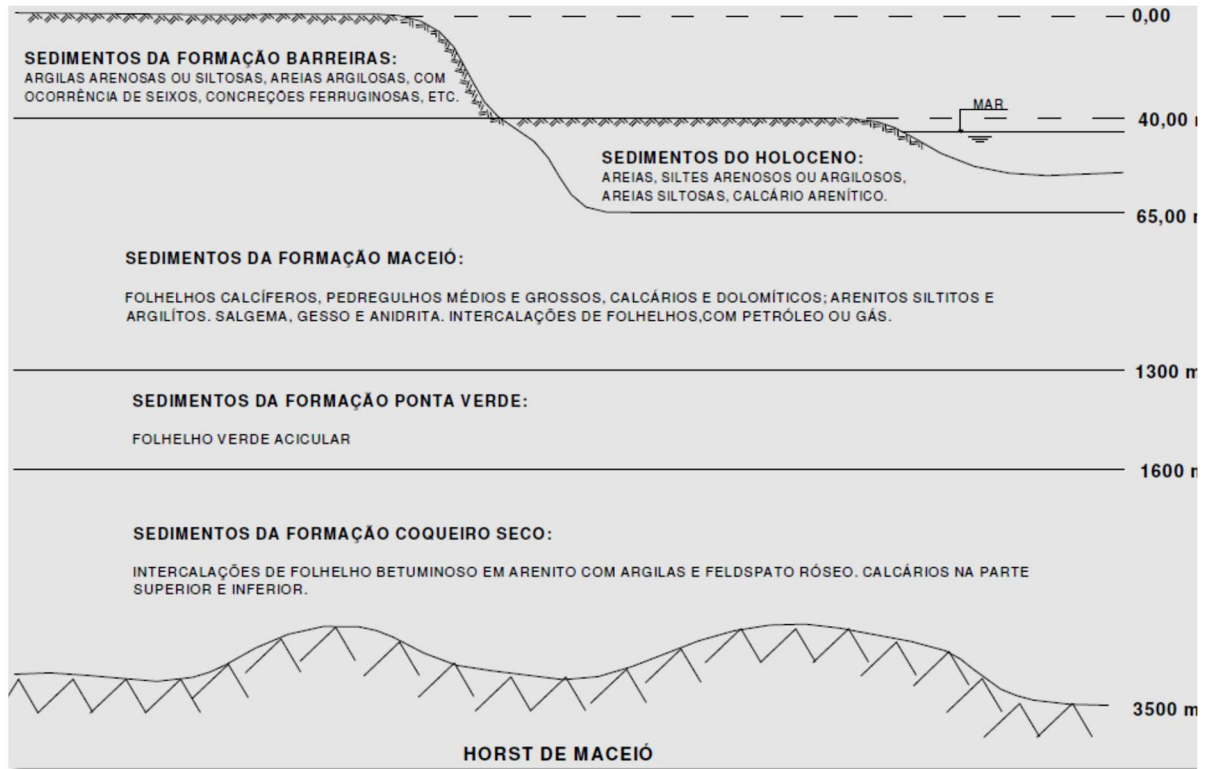 0,00
SEDIMENTOS DA FORMAÇÃO BARREIRAS:
ARGILAS ARENOSAS OU SILTOSAS, AREIAS ARGILOSAS, COM
OCORRÊNCIA DE SEIXOS, CONCREÇÕES FERRUGINOSAS, ETC.
MAR
40,00
SEDIMENTOS DO HOLOCENO:
AREIAS, SILTES ARENOSOS OU ARGILOSOS,
AREIAS SILTOSAS, CALCÁRIO ARENÍTICO.
65,00
SEDIMENTOS DA FORMAÇÃO MACEIÓ:
FOLHELHOS CALCÍFEROS, PEDREGULHOS MÉDIOS E GROSSOS, CALCÁRIOS E DOLOMÍTICOS; ARENITOS SILTITOS E
ARGILÍTOS. SALGEMA, GESSO E ANIDRITA. INTERCALAÇÕES DE FOLHELHOS,COM PETRÓLEO OU GÁS.
1300 m
SEDIMENTOS DA FORMAÇÃO PONTA VERDE:
FOLHELHO VERDE ACICULAR
1600
SEDIMENTOS DA FORMAÇÃO COQUEIRO SECO:
INTERCALAÇÕES DE FOLHELHO BETUMINOSO EM ARENITO COM ARGILAS E FELDSPATO RÓSEO. CALCÁRIOS NA PARTE
SUPERIOR E INFERIOR.
3500 m
HORST DE MACEIÓ